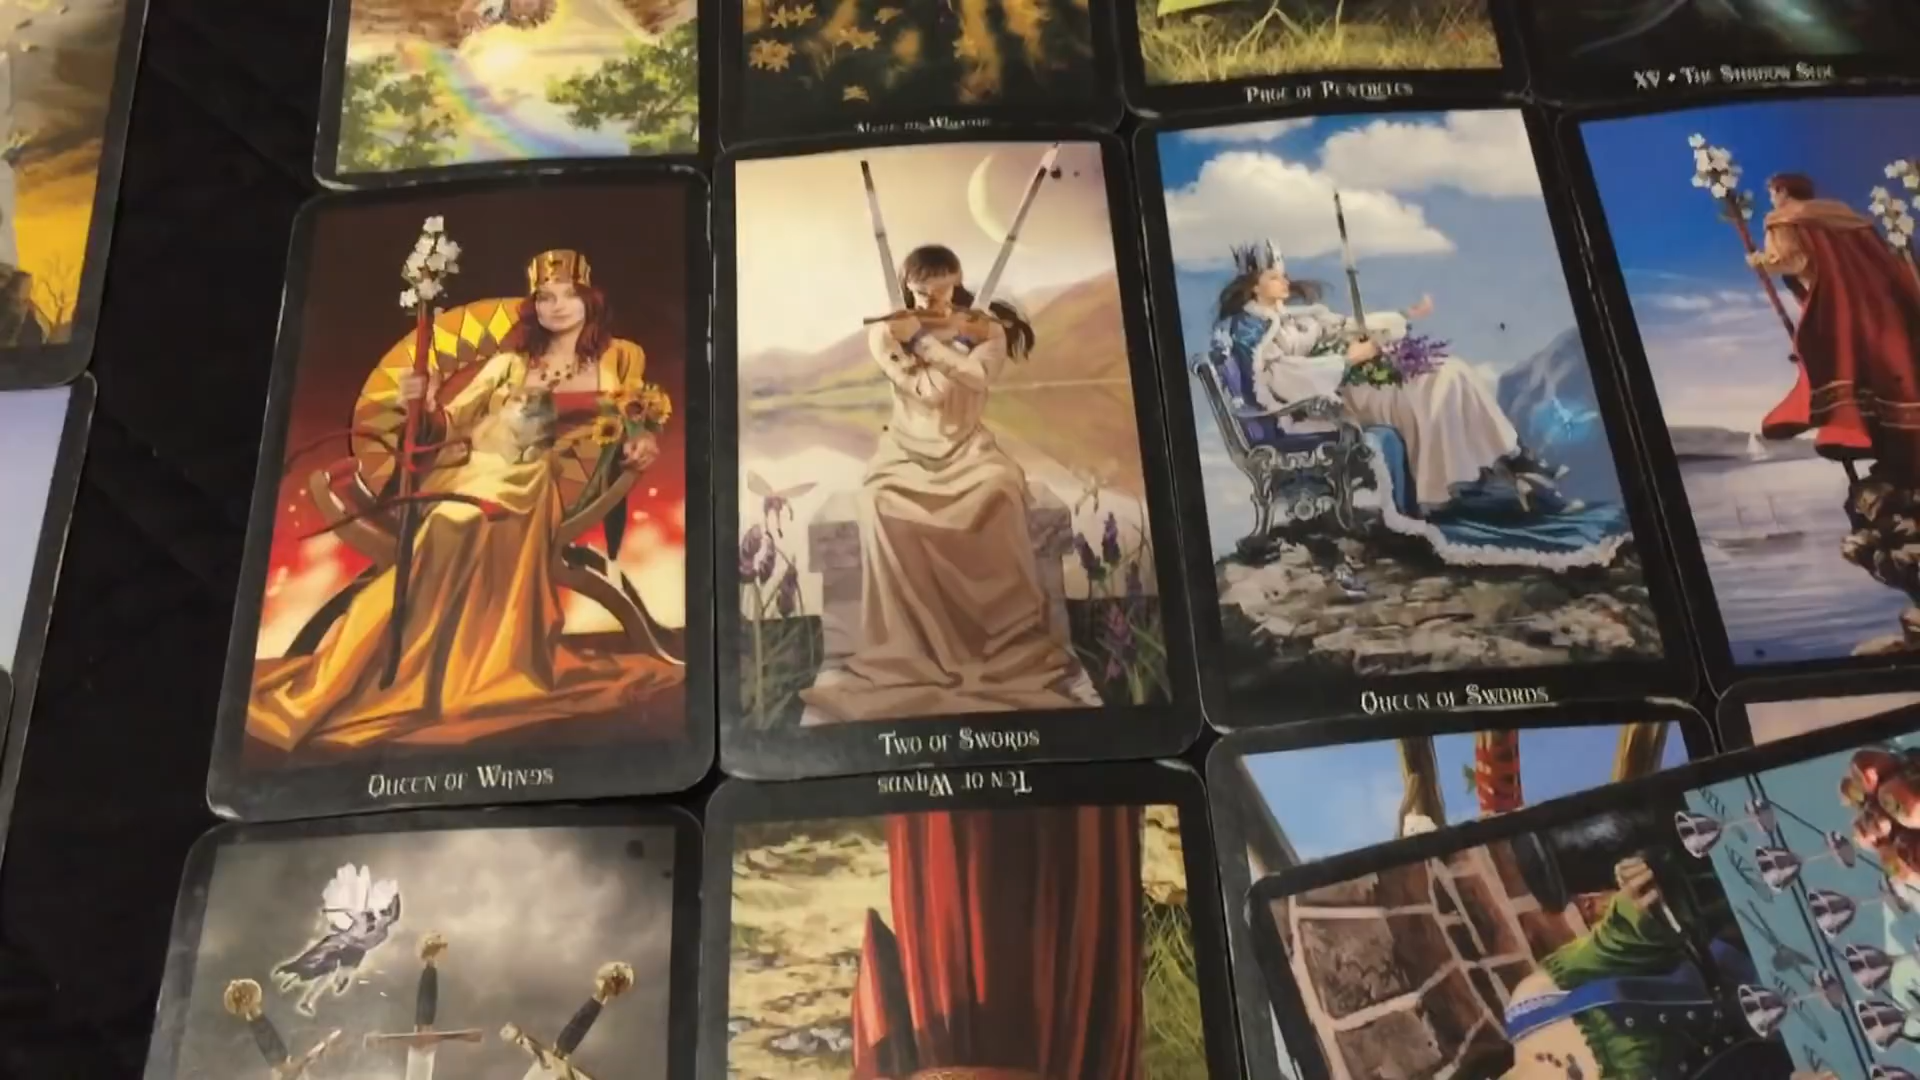 PAGE OF PENTACLES
XV • THE SHADOW SIDE
QUEEN OF WANDS
TWO OF SWORDS
QUEEN OF SWORDS
TEN OF WANDS